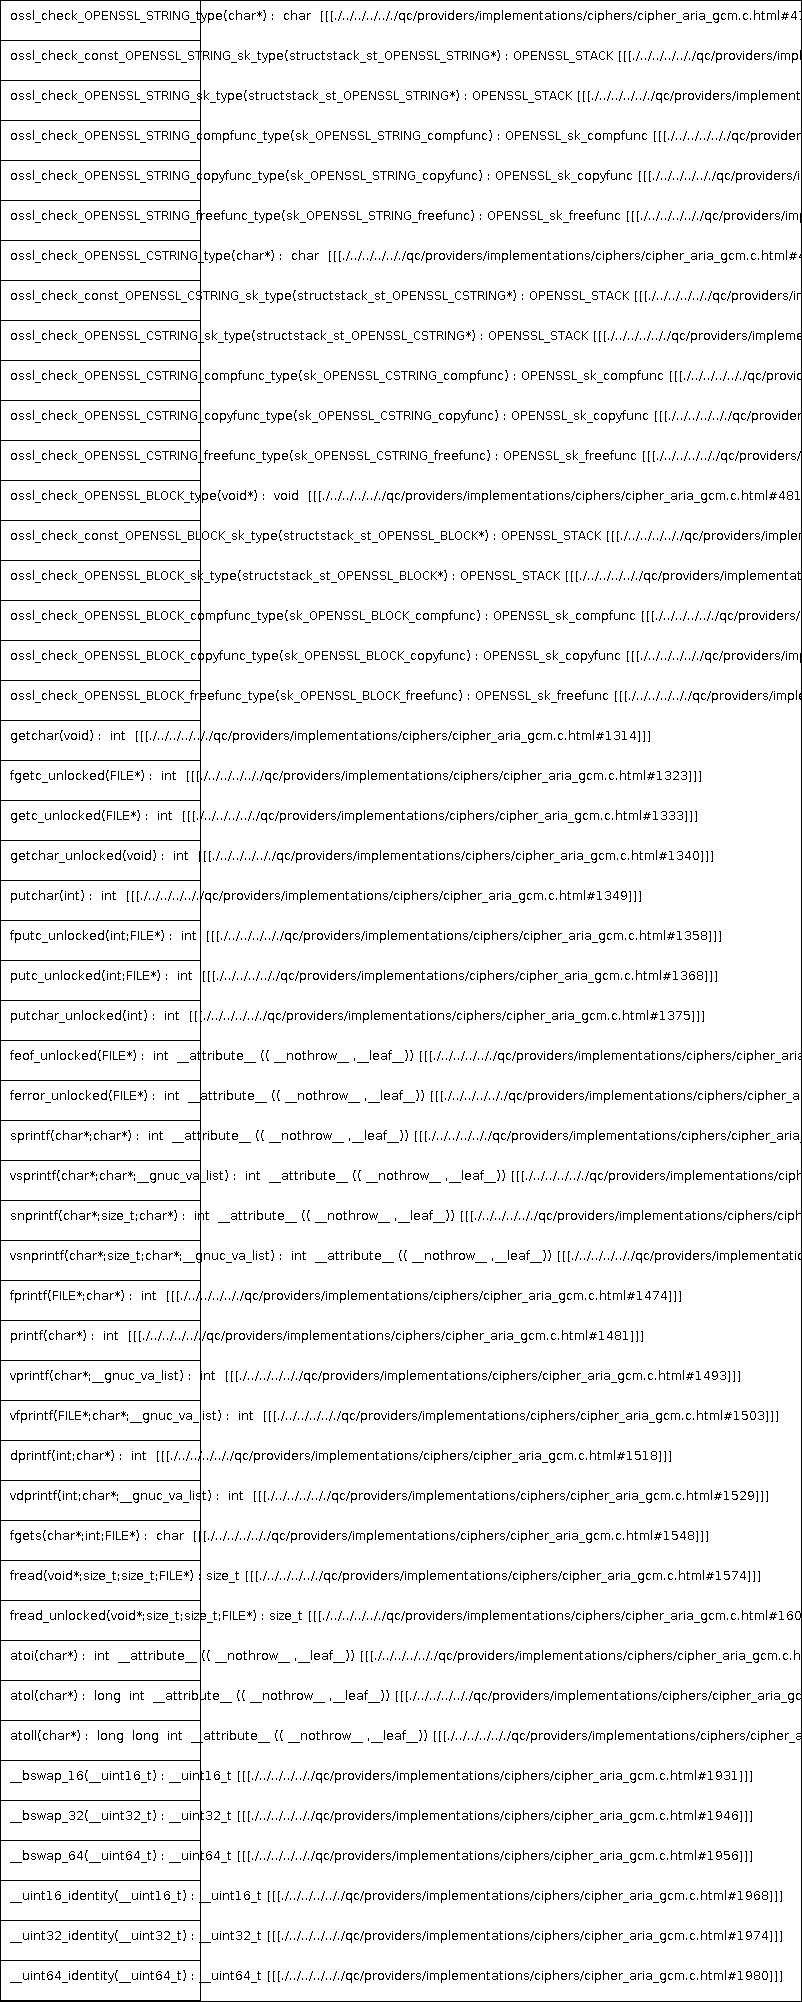 ossl_check_OPENSSL_STRING_type(char*) : char [[[./../../../../qc/providers/implementations/ciphers/cipher_aria_gcm.c.html#41
ossl_check_const_OPENSSL_STRING_sk_type(structstack_st_OPENSSL_STRING*) : OPENSSL_STACK [[[./../../../../qc/providers/impl
ossl_check_OPENSSL_STRING_sk_type(structstack_st_OPENSSL_STRING*) : OPENSSL_STACK [[[./../../../../qc/providers/implement
ossl_check_OPENSSL_STRING_compfunc_type(sk_OPENSSL_STRING_compfunc) : OPENSSL_sk_compfunc [[[./../../../../qc/provider
ossl_check_OPENSSL_STRING_copyfunc_type(sk_OPENSSL_STRING_copyfunc) : OPENSSL_sk_copyfunc [[[./../../../../qc/providers/i
ossl_check_OPENSSL_STRING_freefunc_type(sk_OPENSSL_STRING_freefunc) : OPENSSL_sk_freefunc [[[./../../../../qc/providers/imp
ossl_check_OPENSSL_CSTRING_type(char*) : char [[[./../../../../qc/providers/implementations/ciphers/cipher_aria_gcm.c.html#4
ossl_check_const_OPENSSL_CSTRING_sk_type(structstack_st_OPENSSL_CSTRING*) : OPENSSL_STACK [[[./../../../../qc/providers/in
ossl_check_OPENSSL_CSTRING_sk_type(structstack_st_OPENSSL_CSTRING*) : OPENSSL_STACK [[[./../../../../qc/providers/impleme
ossl_check_OPENSSL_CSTRING_compfunc_type(sk_OPENSSL_CSTRING_compfunc) : OPENSSL_sk_compfunc [[[./../../../../qc/provid
ossl_check_OPENSSL_CSTRING_copyfunc_type(sk_OPENSSL_CSTRING_copyfunc) : OPENSSL_sk_copyfunc [[[./../../../../qc/provider
ossl_check_OPENSSL_CSTRING_freefunc_type(sk_OPENSSL_CSTRING_freefunc) : OPENSSL_sk_freefunc [[[./../../../../qc/providers/
ossl_check_OPENSSL_BLOCK_type(void*) : void [[[./../../../../qc/providers/implementations/ciphers/cipher_aria_gcm.c.html#481
ossl_check_const_OPENSSL_BLOCK_sk_type(structstack_st_OPENSSL_BLOCK*) : OPENSSL_STACK [[[./../../../../qc/providers/implem
ossl_check_OPENSSL_BLOCK_sk_type(structstack_st_OPENSSL_BLOCK*) : OPENSSL_STACK [[[./../../../../qc/providers/implementat
ossl_check_OPENSSL_BLOCK_compfunc_type(sk_OPENSSL_BLOCK_compfunc) : OPENSSL_sk_compfunc [[[./../../../../qc/providers/
ossl_check_OPENSSL_BLOCK_copyfunc_type(sk_OPENSSL_BLOCK_copyfunc) : OPENSSL_sk_copyfunc [[[./../../../../qc/providers/imp
ossl_check_OPENSSL_BLOCK_freefunc_type(sk_OPENSSL_BLOCK_freefunc) : OPENSSL_sk_freefunc [[[./../../../../qc/providers/imple
getchar(void) : int [[[./../../../../qc/providers/implementations/ciphers/cipher_aria_gcm.c.html#1314]]]
fgetc_unlocked(FILE*) : int [[[./../../../../qc/providers/implementations/ciphers/cipher_aria_gcm.c.html#1323]]]
getc_unlocked(FILE*) : int [[[./../../../../qc/providers/implementations/ciphers/cipher_aria_gcm.c.html#1333]]]
getchar_unlocked(void) : int [[[./../../../../qc/providers/implementations/ciphers/cipher_aria_gcm.c.html#1340]]]
putchar(int) : int [[[./../../../../qc/providers/implementations/ciphers/cipher_aria_gcm.c.html#1349]]]
fputc_unlocked(int;FILE*) : int [[[./../../../../qc/providers/implementations/ciphers/cipher_aria_gcm.c.html#1358]]]
putc_unlocked(int;FILE*) : int [[[./../../../../qc/providers/implementations/ciphers/cipher_aria_gcm.c.html#1368]]]
putchar_unlocked(int) : int [[[./../../../../qc/providers/implementations/ciphers/cipher_aria_gcm.c.html#1375]]]
feof_unlocked(FILE*) : int __attribute__ (( __nothrow__ ,__leaf__)) [[[./../../../../qc/providers/implementations/ciphers/cipher_aria
ferror_unlocked(FILE*) : int __attribute__ (( __nothrow__ ,__leaf__)) [[[./../../../../qc/providers/implementations/ciphers/cipher_a
sprintf(char*;char*) : int __attribute__ (( __nothrow__ ,__leaf__)) [[[./../../../../qc/providers/implementations/ciphers/cipher_aria_
vsprintf(char*;char*;__gnuc_va_list) : int __attribute__ (( __nothrow__ ,__leaf__)) [[[./../../../../qc/providers/implementations/ciph
snprintf(char*;size_t;char*) : int __attribute__ (( __nothrow__ ,__leaf__)) [[[./../../../../qc/providers/implementations/ciphers/ciph
vsnprintf(char*;size_t;char*;__gnuc_va_list) : int __attribute__ (( __nothrow__ ,__leaf__)) [[[./../../../../qc/providers/implementatio
fprintf(FILE*;char*) : int [[[./../../../../qc/providers/implementations/ciphers/cipher_aria_gcm.c.html#1474]]]
printf(char*) : int [[[./../../../../qc/providers/implementations/ciphers/cipher_aria_gcm.c.html#1481]]]
vprintf(char*;__gnuc_va_list) : int [[[./../../../../qc/providers/implementations/ciphers/cipher_aria_gcm.c.html#1493]]]
vfprintf(FILE*;char*;__gnuc_va_list) : int [[[./../../../../qc/providers/implementations/ciphers/cipher_aria_gcm.c.html#1503]]]
dprintf(int;char*) : int [[[./../../../../qc/providers/implementations/ciphers/cipher_aria_gcm.c.html#1518]]]
vdprintf(int;char*;__gnuc_va_list) : int [[[./../../../../qc/providers/implementations/ciphers/cipher_aria_gcm.c.html#1529]]]
fgets(char*;int;FILE*) : char [[[./../../../../qc/providers/implementations/ciphers/cipher_aria_gcm.c.html#1548]]]
fread(void*;size_t;size_t;FILE*) : size_t [[[./../../../../qc/providers/implementations/ciphers/cipher_aria_gcm.c.html#1574]]]
fread_unlocked(void*;size_t;size_t;FILE*) : size_t [[[./../../../../qc/providers/implementations/ciphers/cipher_aria_gcm.c.html#160
atoi(char*) : int __attribute__ (( __nothrow__ ,__leaf__)) [[[./../../../../qc/providers/implementations/ciphers/cipher_aria_gcm.c.h
atol(char*) : long int __attribute__ (( __nothrow__ ,__leaf__)) [[[./../../../../qc/providers/implementations/ciphers/cipher_aria_gc
atoll(char*) : long long int __attribute__ (( __nothrow__ ,__leaf__)) [[[./../../../../qc/providers/implementations/ciphers/cipher_a
__bswap_16(__uint16_t) : __uint16_t [[[./../../../../qc/providers/implementations/ciphers/cipher_aria_gcm.c.html#1931]]]
__bswap_32(__uint32_t) : __uint32_t [[[./../../../../qc/providers/implementations/ciphers/cipher_aria_gcm.c.html#1946]]]
__bswap_64(__uint64_t) : __uint64_t [[[./../../../../qc/providers/implementations/ciphers/cipher_aria_gcm.c.html#1956]]]
__uint16_identity(__uint16_t) : __uint16_t [[[./../../../../qc/providers/implementations/ciphers/cipher_aria_gcm.c.html#1968]]]
__uint32_identity(__uint32_t) : __uint32_t [[[./../../../../qc/providers/implementations/ciphers/cipher_aria_gcm.c.html#1974]]]
__uint64_identity(__uint64_t) : __uint64_t [[[./../../../../qc/providers/implementations/ciphers/cipher_aria_gcm.c.html#1980]]]